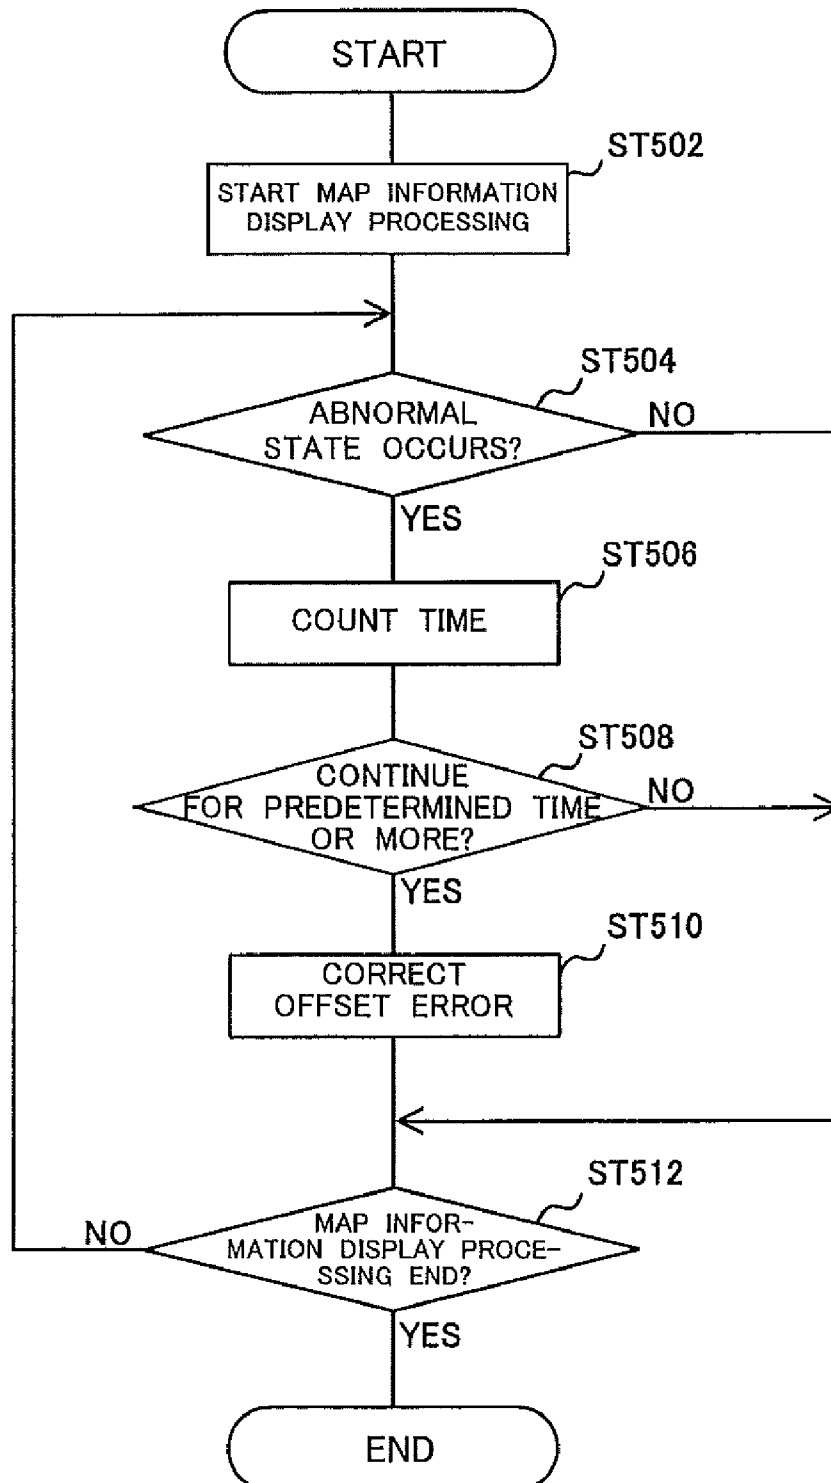 START
ST502
START MAP INFORMATION
DISPLAY PROCESSING
ST504
ABNORMAL
STATE OCCURS?
NO
YES
ST506
COUNT TIME
ST508
CONTINUE
FOR PREDETERMINED TIME
OR MORE?
NO
YES
ST510
CORRECT
OFFSET ERROR
ST512
MAP INFOR-
MATION DISPLAY PROCE-
SSING END?
NO
YES
END